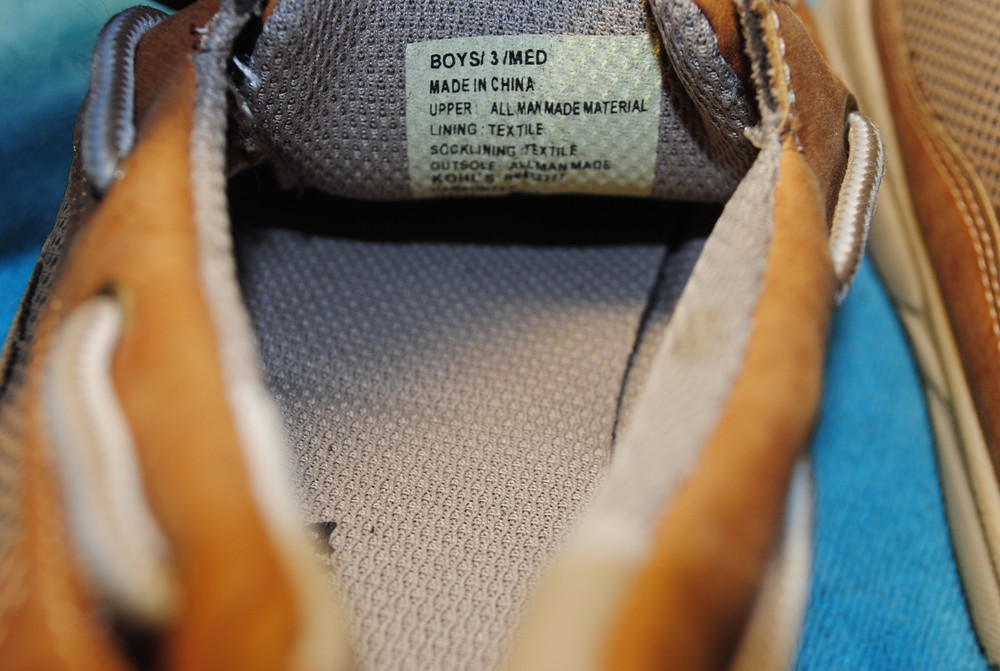 BOYS/ 3 /MED
MADE IN CHINA
UPPER: ALL MAN MADE MATERIAL
LINING: TEXTILE
SOCKLINING: TEXTILE
OUTSOLE: ALL MAN MADE
KOHL'S